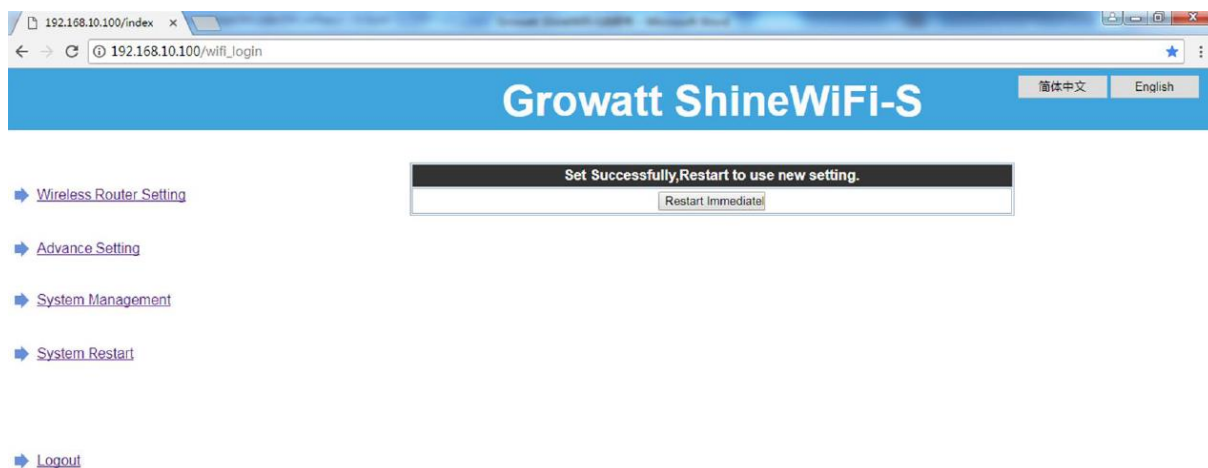 192.168.10.100/index
192.168.10.100/wifi_login
Growatt ShineWiFi-S
简体中文
English
Set Successfully,Restart to use new setting.
Restart Immediatel
Wireless Router Setting
Advance Setting
System Management
System Restart
Logout